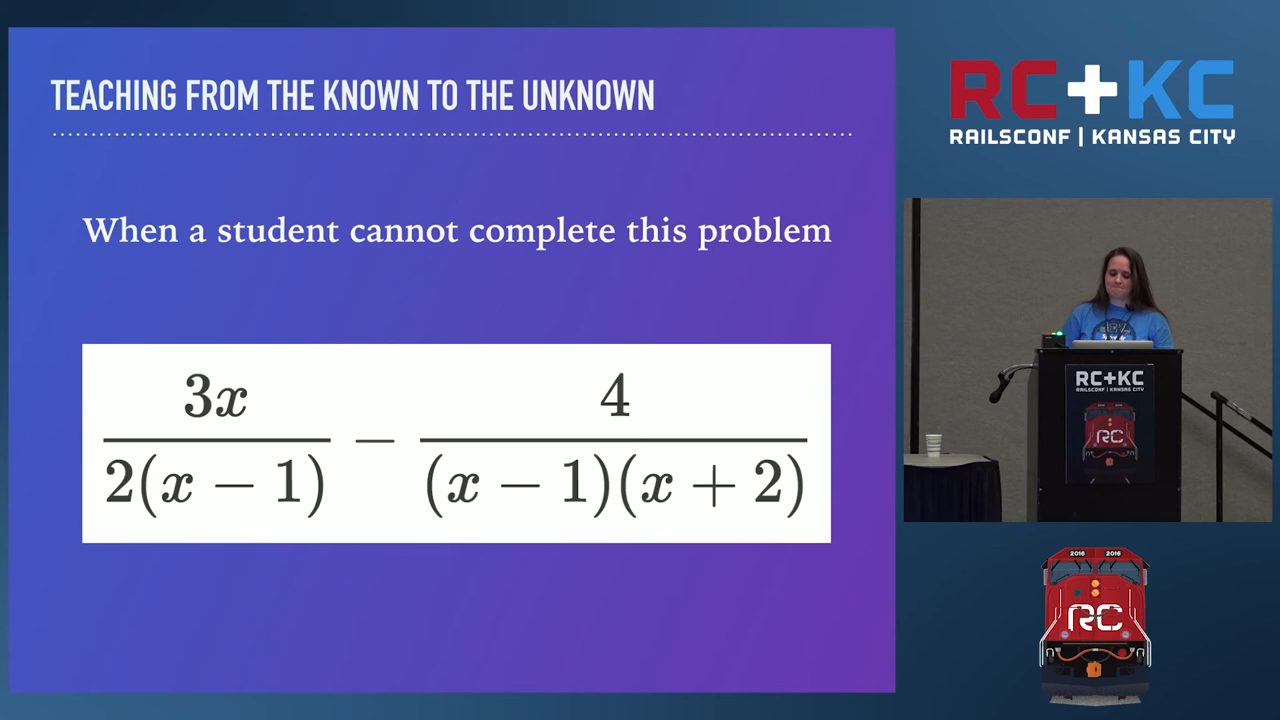 TEACHING FROM THE KNOWN TO THE UNKNOWN
When a student cannot complete this problem
3x
2(x − 1)
−
4
(x − 1)(x + 2)
RC+KC
RAILSCONF | KANSAS CITY
RC+KC
RAILSCONF | KANSAS CITY
RC
2016 2016
RC